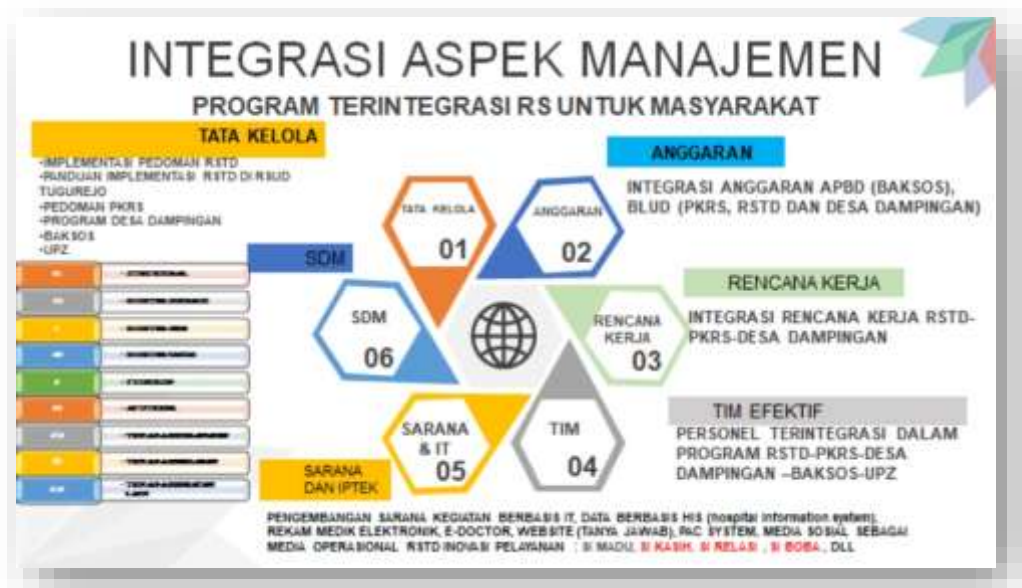 INTEGRASI ASPEK MANAJEMEN
PROGRAM TERINTEGRASI RS UNTUK MASYARAKAT
TATA KELOLA
•IMPLEMENTASI PEDOMAN RSTD
•PANDUAN IMPLEMENTASI RSTD DI RSUD
TUGUREJO
•PEDOMAN PKRS
•PROGRAM DESA DAMPINGAN
•BAKSOS
•UPZ
SDM
TATA KELOLA
01
ANGGARAN
02
RENCANA
KERJA
03
TIM
04
SARANA
& IT
05
SDM
06
ANGGARAN
INTEGRASI ANGGARAN APBD (BAKSOS),
BLUD (PKRS, RSTD DAN DESA DAMPINGAN)
RENCANA KERJA
INTEGRASI RENCANA KERJA RSTD-
PKRS-DESA DAMPINGAN
TIM EFEKTIF
PERSONEL TERINTEGRASI DALAM
PROGRAM RSTD-PKRS-DESA
DAMPINGAN –BAKSOS-UPZ
SARANA
DAN IPTEK
PENGEMBANGAN SARANA KEGIATAN BERBASIS IT, DATA BERBASIS HIS (hospital information system),
REKAM MEDIK ELEKTRONIK, E-DOCTOR, WEBSITE (TANYA JAWAB), PAC SYSTEM, MEDIA SOSIAL SEBAGAI
MEDIA OPERASIONAL RSTD INOVASI PELAYANAN : SI MADU, SI KASIH, SI RELASI , SI BOBA , DLL